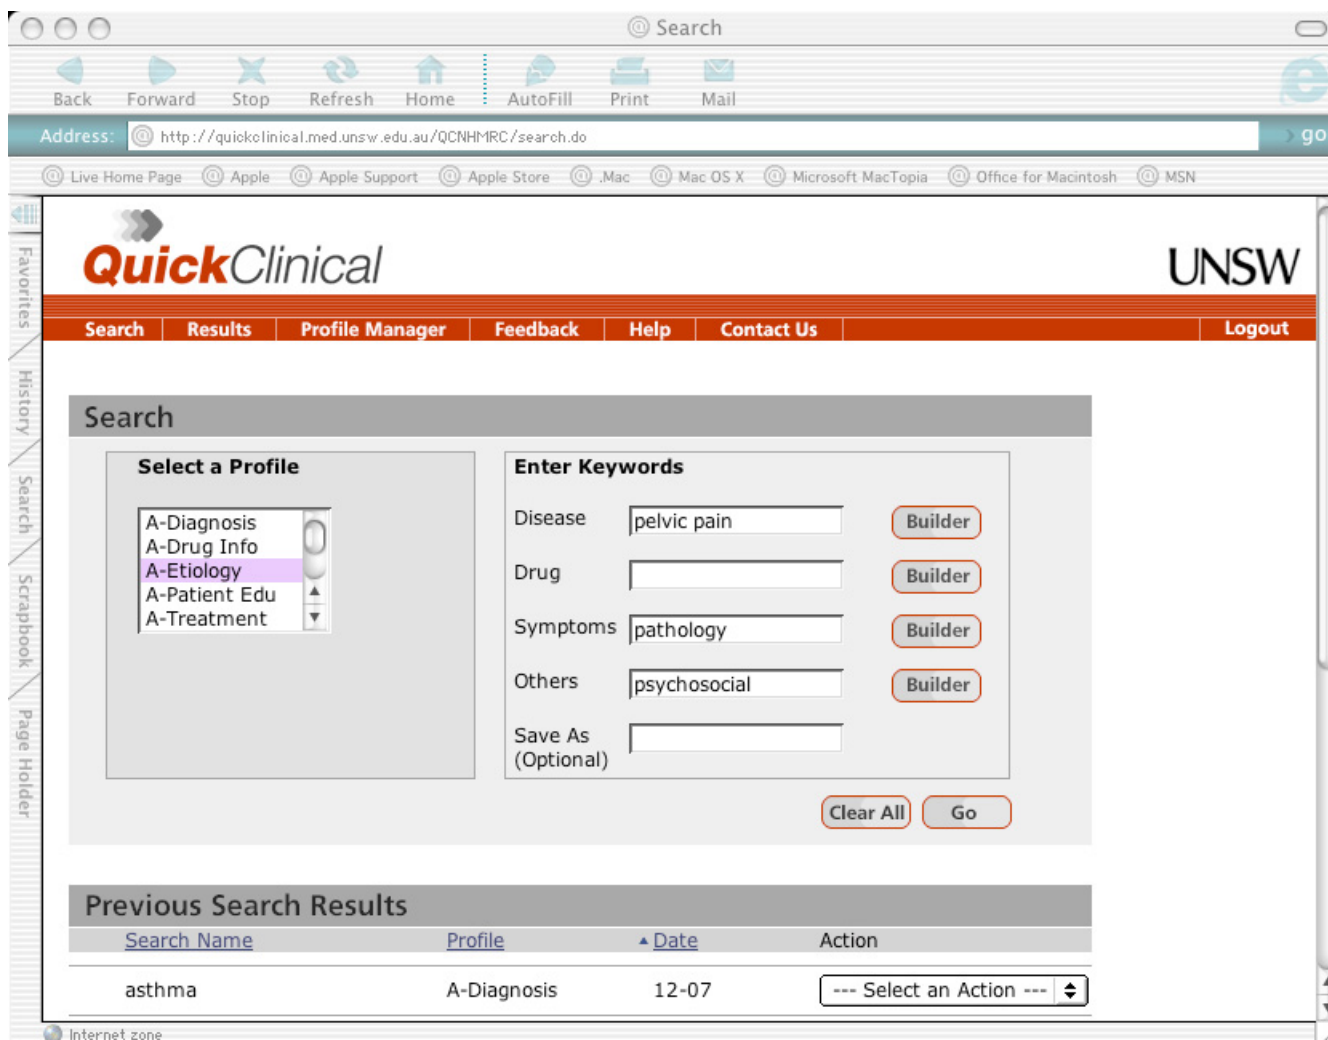 Search
Back Forward Stop Refresh Home AutoFill Print Mail
Address: http://quickclinical.med.unsw.edu.au/QCNHMRC/search.do go
Live Home Page Apple Apple Support Apple Store .Mac Mac OS X Microsoft MacTopia Office for Macintosh MSN
Favorites
History
Search
Scrapbook
Page Holder
QuickClinical UNSW
Search Results Profile Manager Feedback Help Contact Us Logout
Search
Select a Profile
A-Diagnosis
A-Drug Info
A-Etiology
A-Patient Edu
A-Treatment
Enter Keywords
Disease pelvic pain Builder
Drug Builder
Symptoms pathology Builder
Others psychosocial Builder
Save As
(Optional)
Clear All Go
Previous Search Results
Search Name Profile Date Action
asthma A-Diagnosis 12-07 --- Select an Action ---
Internet zone